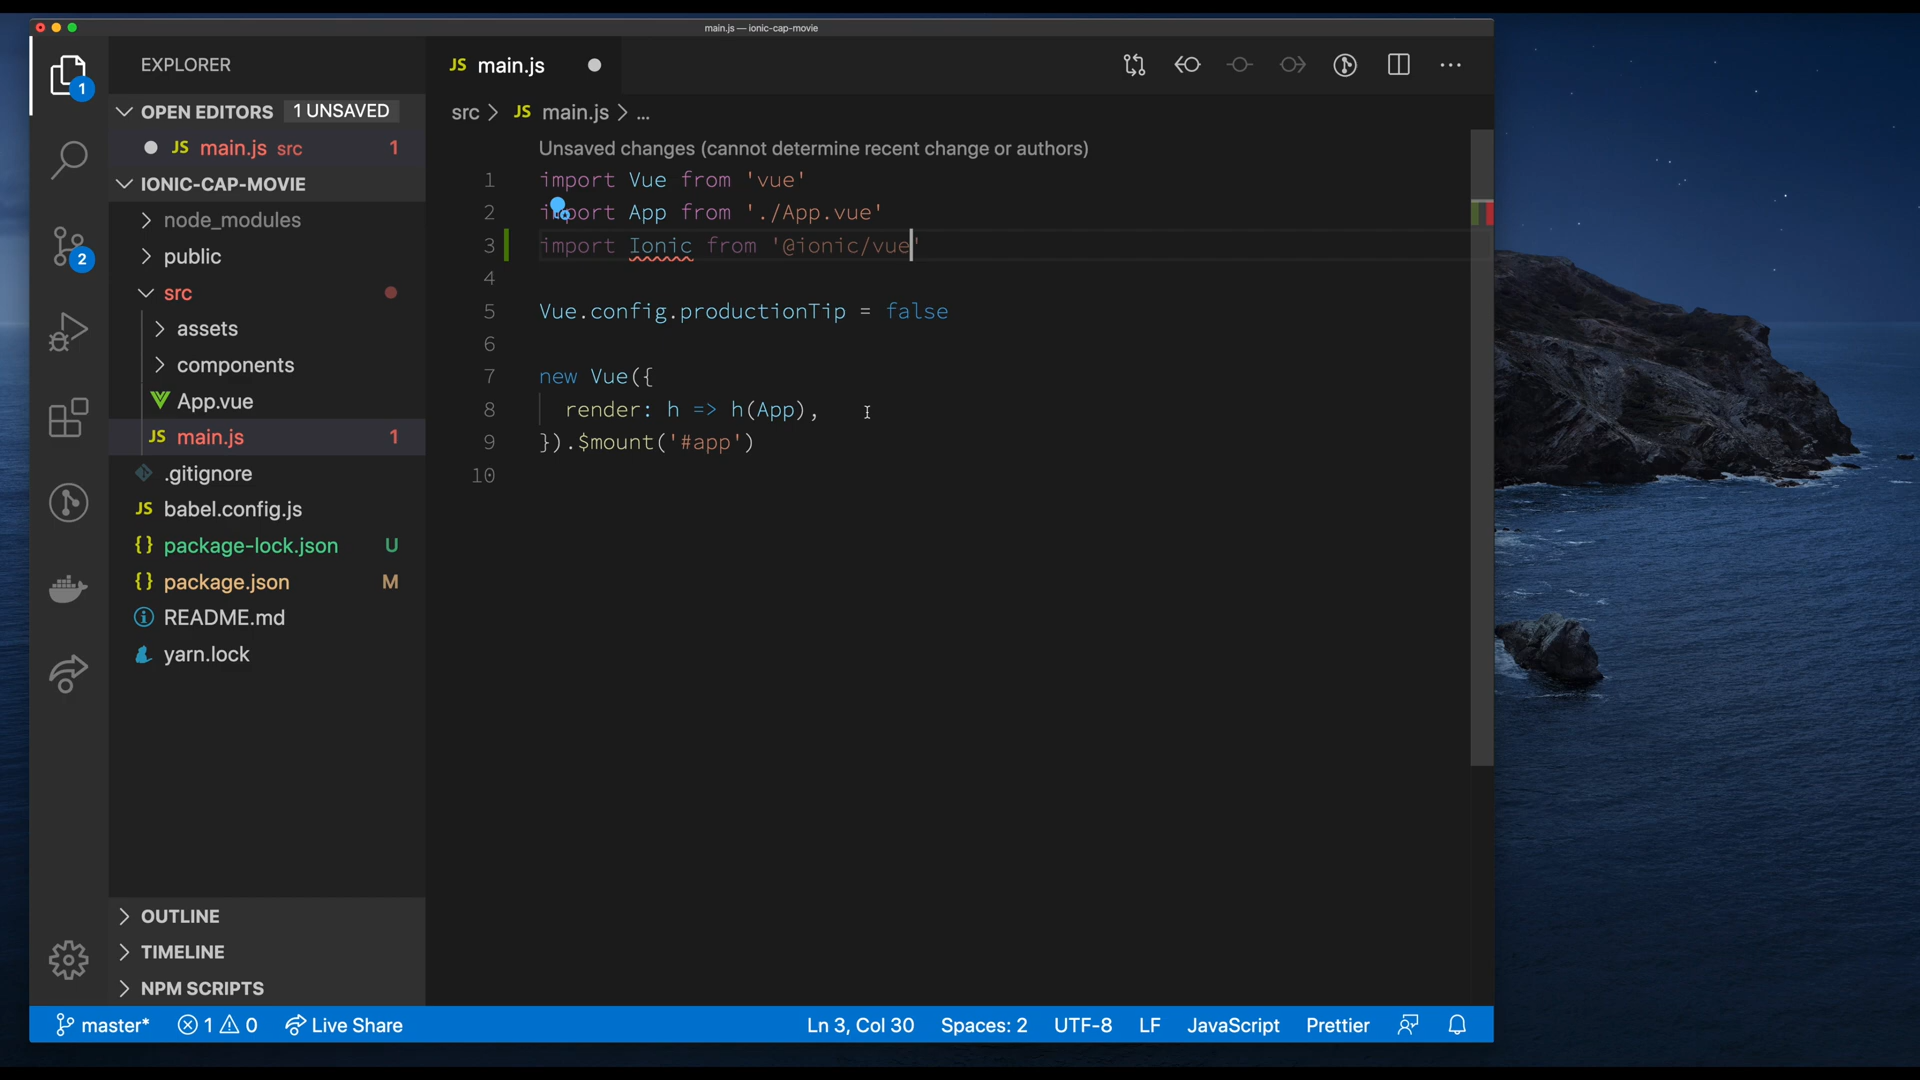 main.js — ionic-cap-movie
EXPLORER
OPEN EDITORS 1 UNSAVED
JS main.js src 1
IONIC-CAP-MOVIE
node_modules
public
src
assets
components
App.vue
JS main.js 1
.gitignore
JS babel.config.js
{} package-lock.json U
{} package.json M
README.md
yarn.lock
OUTLINE
TIMELINE
NPM SCRIPTS
1
2
JS main.js
src > JS main.js > ...
Unsaved changes (cannot determine recent change or authors)
1 import Vue from 'vue'
2 import App from './App.vue'
3 import Ionic from '@ionic/vue'
4
5 Vue.config.productionTip = false
6
7 new Vue({
8 render: h => h(App),
9 }).$mount('#app')
10
master* 1 0 Live Share Ln 3, Col 30 Spaces: 2 UTF-8 LF JavaScript Prettier